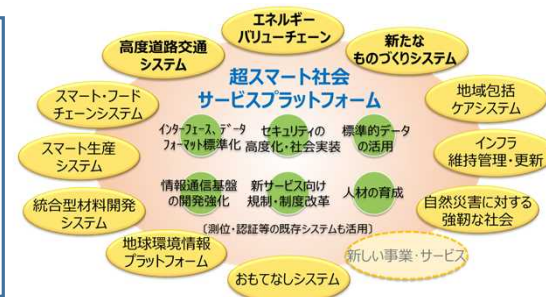 エネルギー
バリューチェーン
高度道路交通
システム
新たな
ものづくりシステム
超スマート社会
サービスプラットフォーム
スマート・フード
チェーンシステム
地域包括
ケアシステム
インターフェース、データ
フォーマット標準化
セキュリティの
高度化・社会実装
標準的データ
の活用
スマート生産
システム
インフラ
維持管理・更新
情報通信基盤
の開発強化
新サービス向け
規制・制度改革
人材の育成
統合型材料開発
システム
自然災害に対する
強靭な社会
〔測位・認証等の既存システムも活用〕
地球環境情報
プラットフォーム
新しい事業・サービス
おもてなしシステム